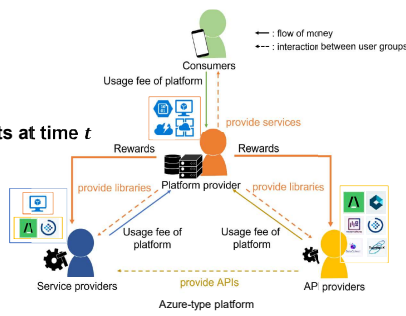 ← : flow of money
Consumers
<--- : interaction between user groups
Usage fee of platform
provide services
ts at time t
Rewards
Rewards
provide libraries
Platform provider
provide libraries
Usage fee of
platform
Usage fee of
platform
Service providers
provide APIs
API providers
Azure-type platform